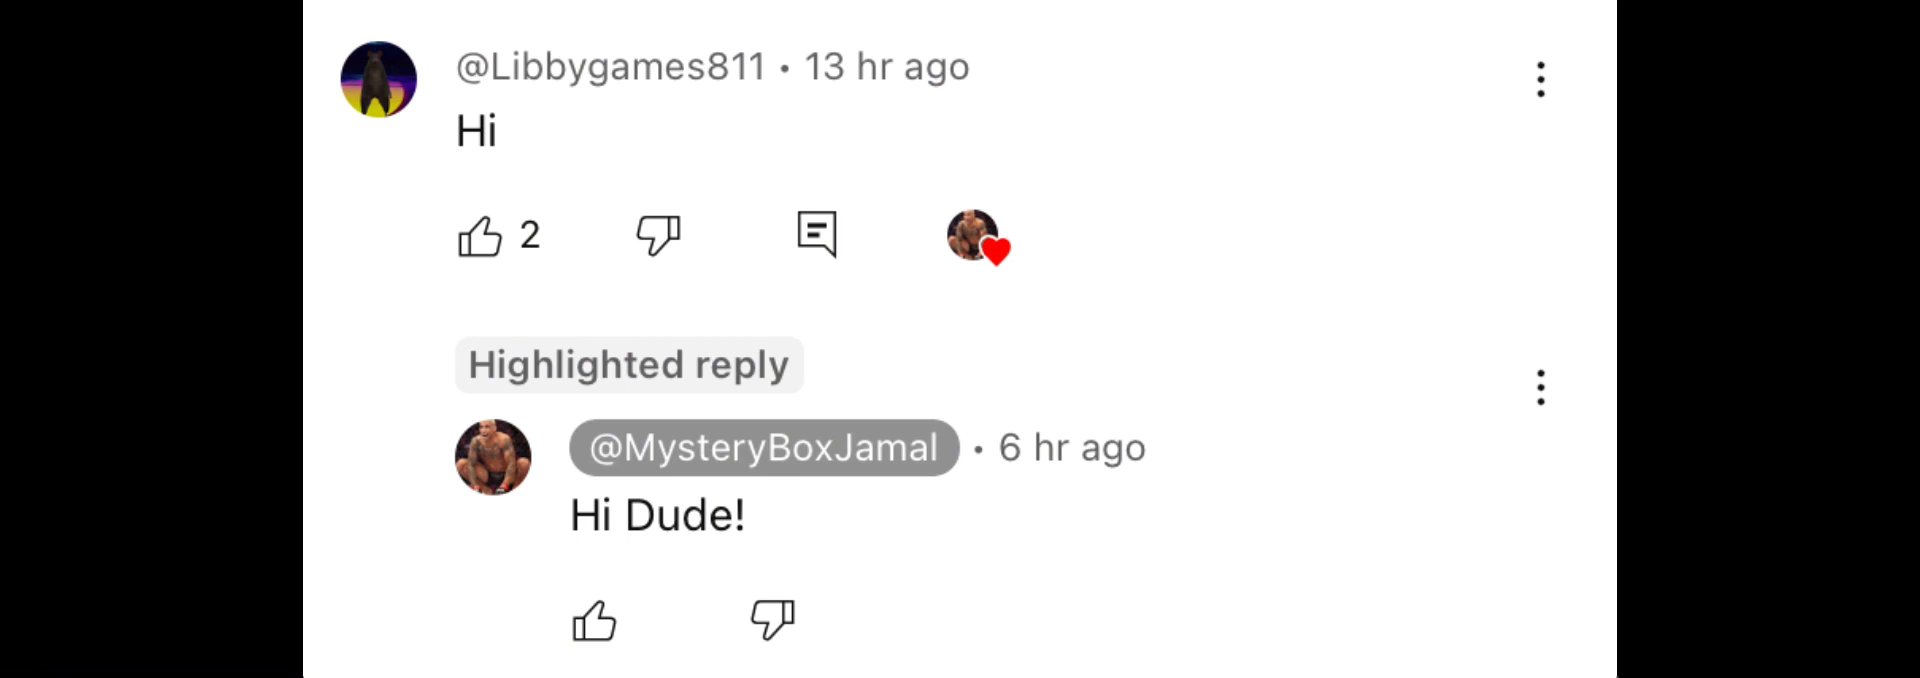 @Libbygames811 • 13 hr ago
Hi
2
Highlighted reply
@MysteryBoxJamal • 6 hr ago
Hi Dude!